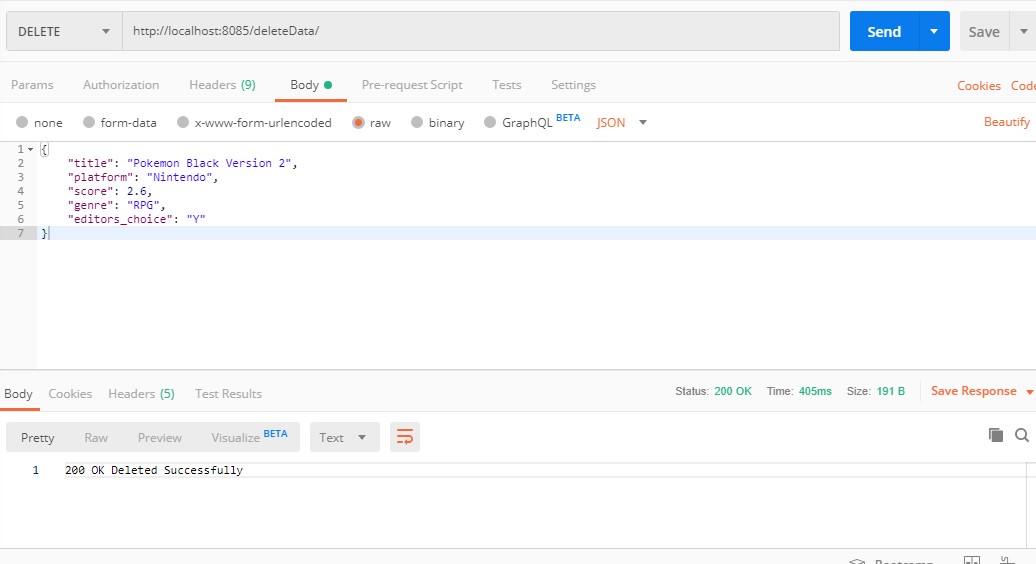 DELETE http://localhost:8085/deleteData/ Send Save
Params Authorization Headers (9) Body Pre-request Script Tests Settings Cookies Code
none form-data x-www-form-urlencoded raw binary GraphQL BETA JSON Beautify
1 {
2 "title": "Pokemon Black Version 2",
3 "platform": "Nintendo",
4 "score": 2.6,
5 "genre": "RPG",
6 "editors_choice": "Y"
7 }
Body Cookies Headers (5) Test Results Status: 200 OK Time: 405ms Size: 191 B Save Response
Pretty Raw Preview Visualize BETA Text
1 200 OK Deleted Successfully
Bootcamp